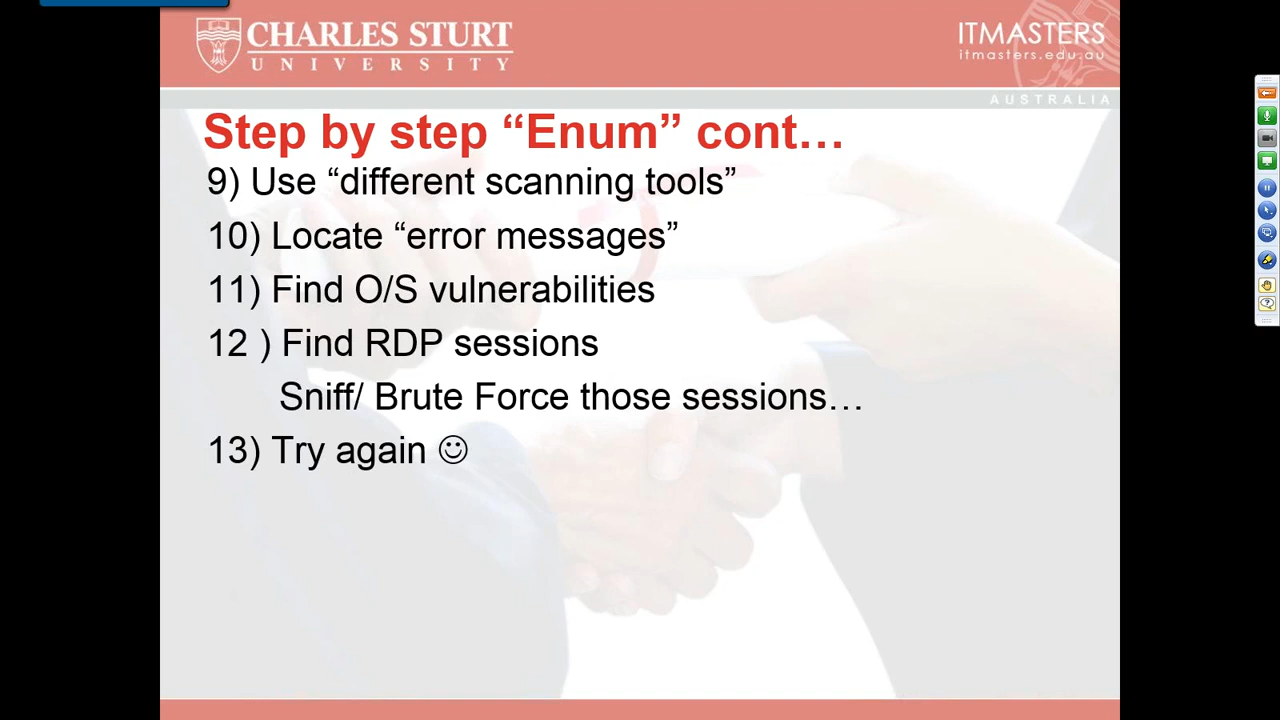 CHARLES STURT
UNIVERSITY
ITMASTERS
itmasters.edu.au
AUSTRALIA
Step by step “Enum” cont…
9) Use “different scanning tools”
10) Locate “error messages”
11) Find O/S vulnerabilities
12 ) Find RDP sessions
Sniff/ Brute Force those sessions…
13) Try again ☺